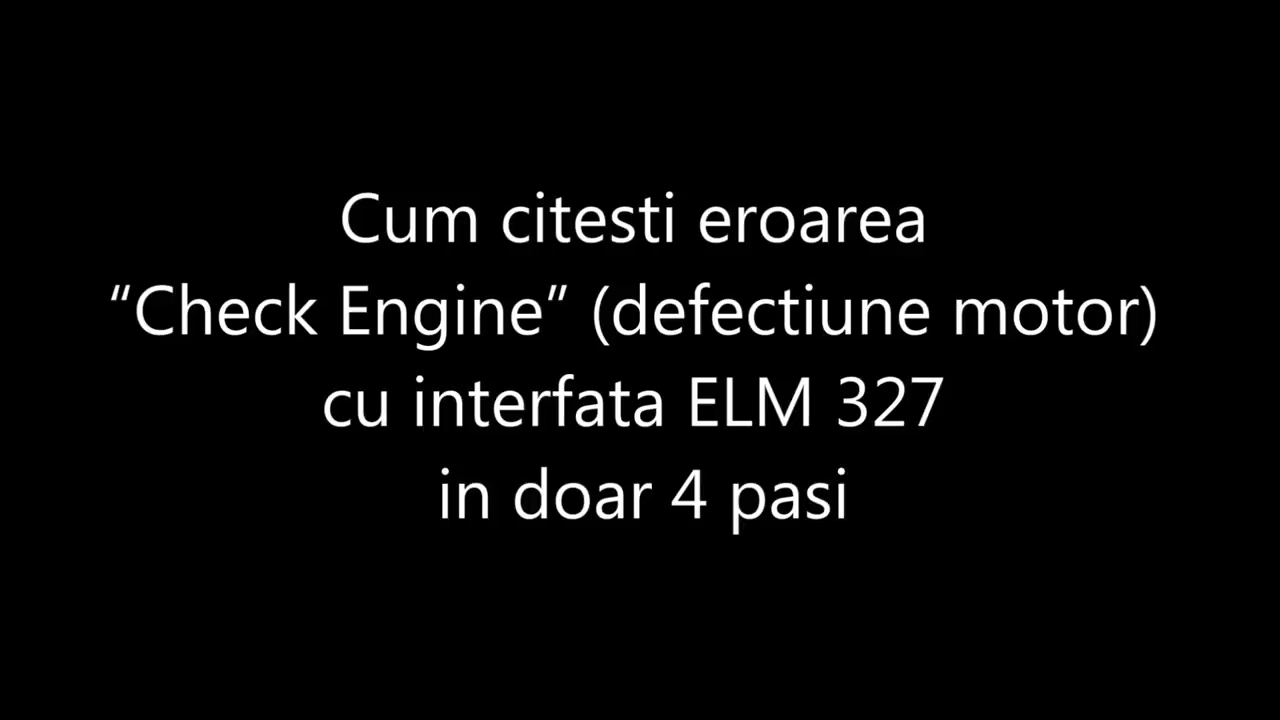 Cum citesti eroarea
“Check Engine” (defectiune motor)
cu interfata ELM 327
in doar 4 pasi